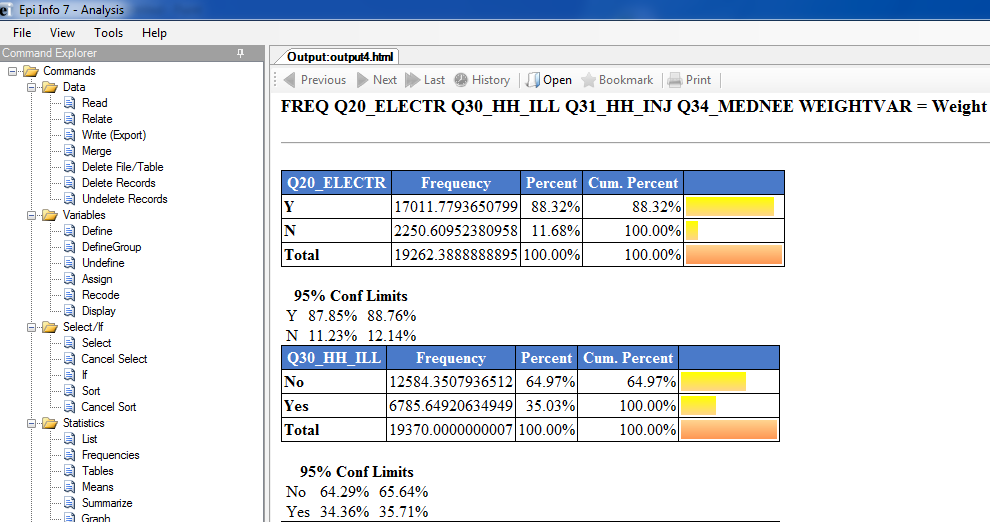 Epi Info 7 - Analysis
File View Tools Help
Command Explorer
Commands
Data
Read
Relate
Write (Export)
Merge
Delete File/Table
Delete Records
Undelete Records
Variables
Define
DefineGroup
Undefine
Assign
Recode
Display
Select/If
Select
Cancel Select
If
Sort
Cancel Sort
Statistics
List
Frequencies
Tables
Means
Summarize
Graph
Output:output4.html
Previous Next Last History Open Bookmark Print
FREQ Q20_ELECTR Q30_HH_ILL Q31_HH_INJ Q34_MEDNEE WEIGHTVAR = Weight
Q20_ELECTR Frequency Percent Cum. Percent
Y 17011.7793650799 88.32% 88.32%
N 2250.60952380958 11.68% 100.00%
Total 19262.3888888895 100.00% 100.00%
95% Conf Limits
Y 87.85% 88.76%
N 11.23% 12.14%
Q30_HH_ILL Frequency Percent Cum. Percent
No 12584.3507936512 64.97% 64.97%
Yes 6785.64920634949 35.03% 100.00%
Total 19370.0000000007 100.00% 100.00%
95% Conf Limits
No 64.29% 65.64%
Yes 34.36% 35.71%